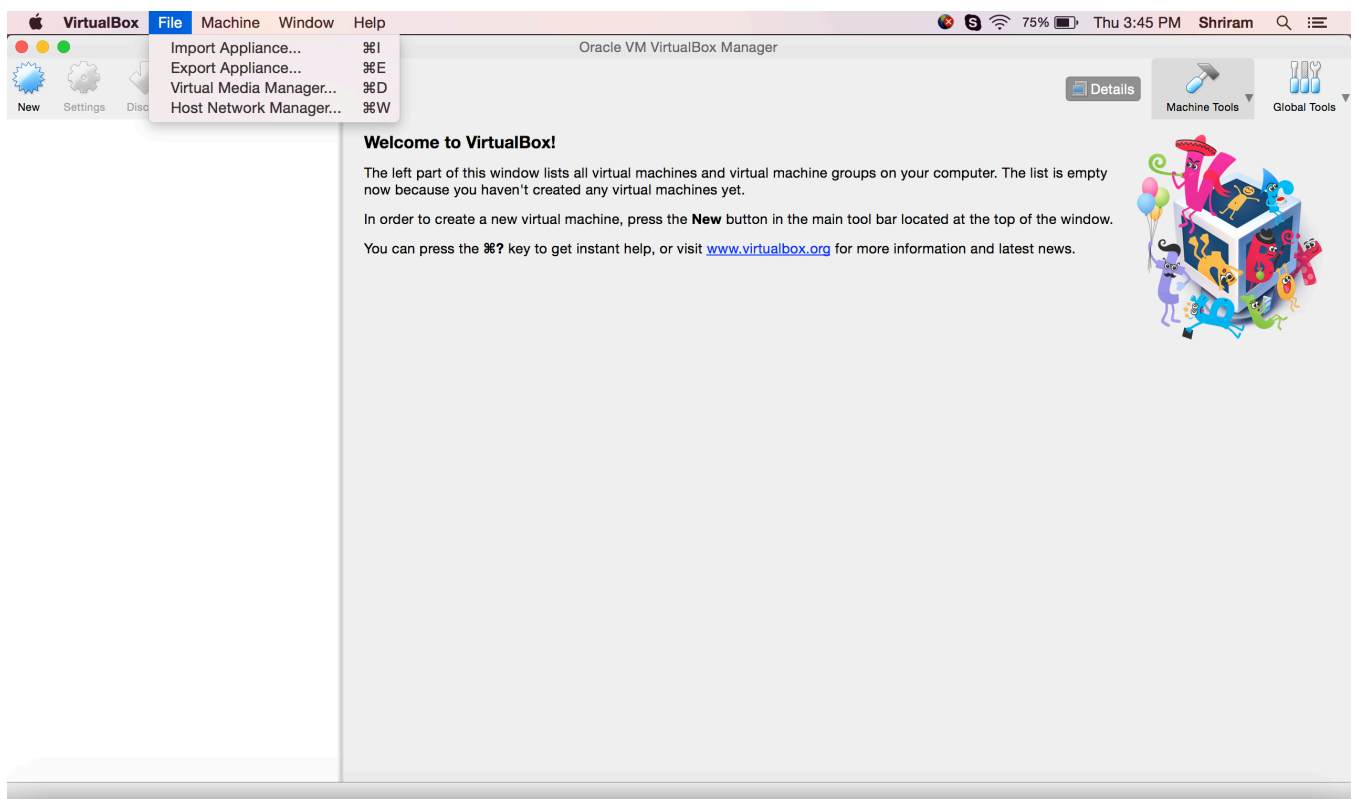 VirtualBox File Machine Window Help 75% Thu 3:45 PM Shriram
Oracle VM VirtualBox Manager
Import Appliance... ⌘I
Export Appliance... ⌘E
Virtual Media Manager... ⌘D
Host Network Manager... ⌘W
New Settings Disc
Details
Machine Tools
Global Tools
Welcome to VirtualBox!
The left part of this window lists all virtual machines and virtual machine groups on your computer. The list is empty
now because you haven't created any virtual machines yet.
In order to create a new virtual machine, press the New button in the main tool bar located at the top of the window.
You can press the ⌘? key to get instant help, or visit www.virtualbox.org for more information and latest news.